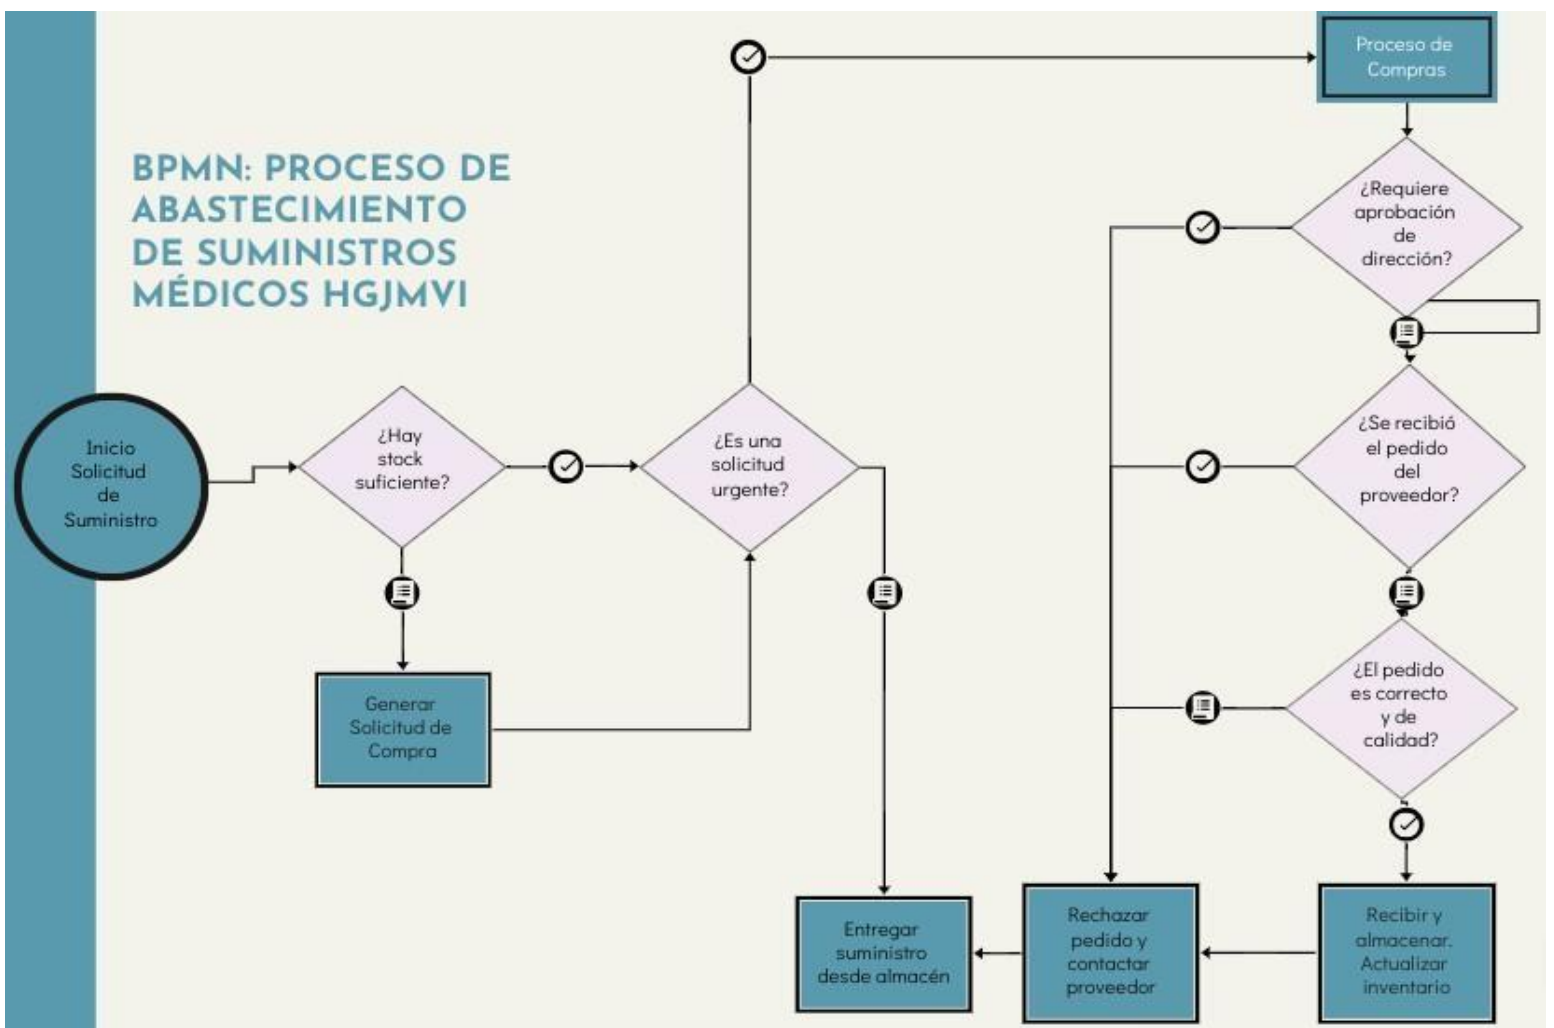 Proceso de
Compras
BPMN: PROCESO DE
ABASTECIMIENTO
DE SUMINISTROS
MÉDICOS HGJMVI
¿Requiere
aprobación
de
dirección?
Inicio
Solicitud
de
Suministro
¿Hay
stock
suficiente?
¿Es una
solicitud
urgente?
¿Se recibió
el pedido
del
proveedor?
Generar
Solicitud de
Compra
¿El pedido
es correcto
y de
calidad?
Entregar
suministro
desde almacén
Rechazar
pedido y
contactar
proveedor
Recibir y
almacenar.
Actualizar
inventario